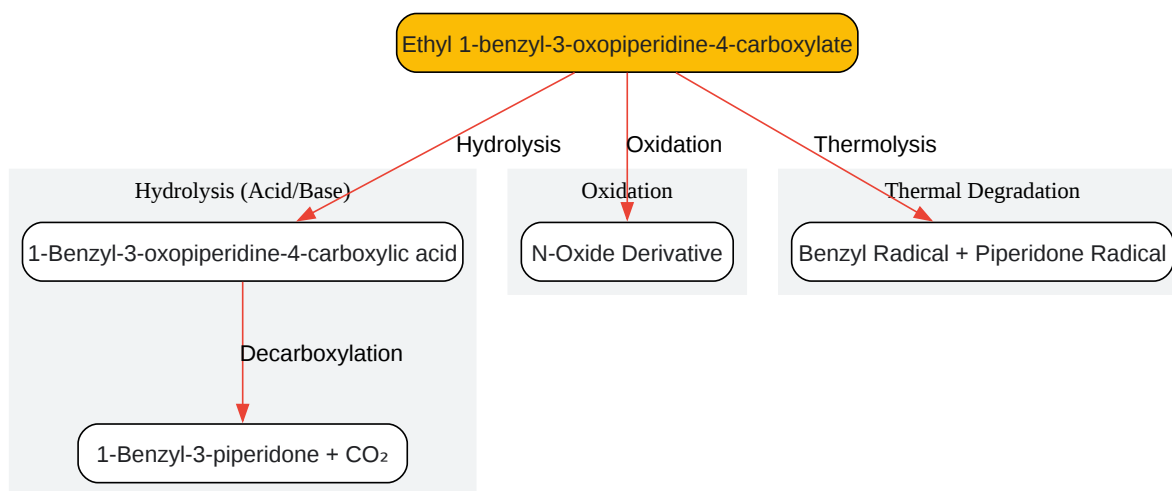 Ethyl 1-benzyl-3-oxopiperidine-4-carboxylate
Hydrolysis
Oxidation
Thermolysis
Hydrolysis (Acid/Base)
Oxidation
Thermal Degradation
1-Benzyl-3-oxopiperidine-4-carboxylic acid
N-Oxide Derivative
Benzyl Radical + Piperidone Radical
Decarboxylation
1-Benzyl-3-piperidone + CO₂